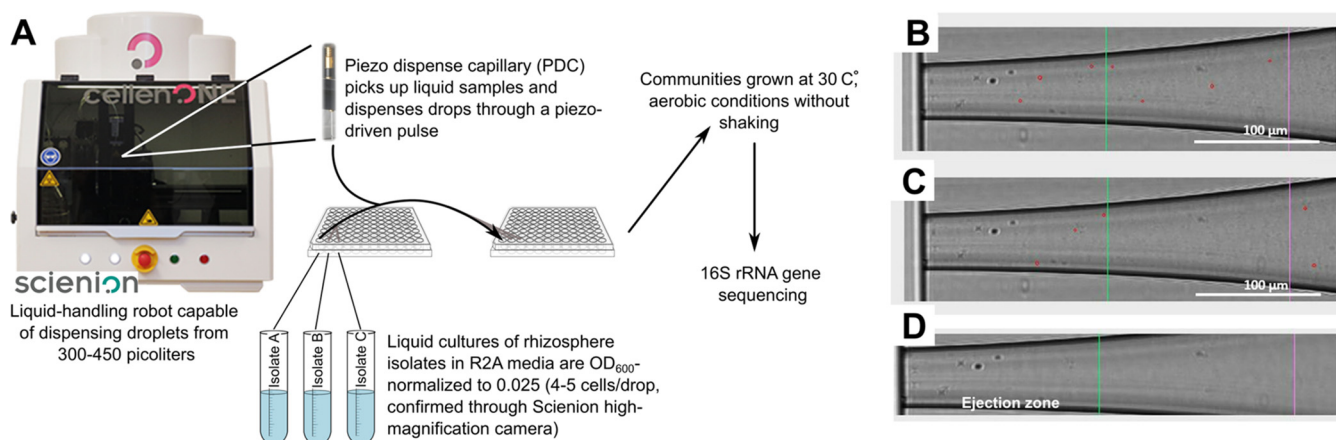 A
cellenONE
scienion
Liquid-handling robot capable
of dispensing droplets from
300-450 picoliters
Piezo dispense capillary (PDC)
picks up liquid samples and
dispenses drops through a piezo-
driven pulse
Isolate A
Isolate B
Isolate C
Liquid cultures of rhizosphere
isolates in R2A media are OD₆₀₀-
normalized to 0.025 (4-5 cells/drop,
confirmed through Scienion high-
magnification camera)
Communities grown at 30 C°,
aerobic conditions without
shaking
16S rRNA gene
sequencing
B
100 µm
C
100 µm
D
Ejection zone